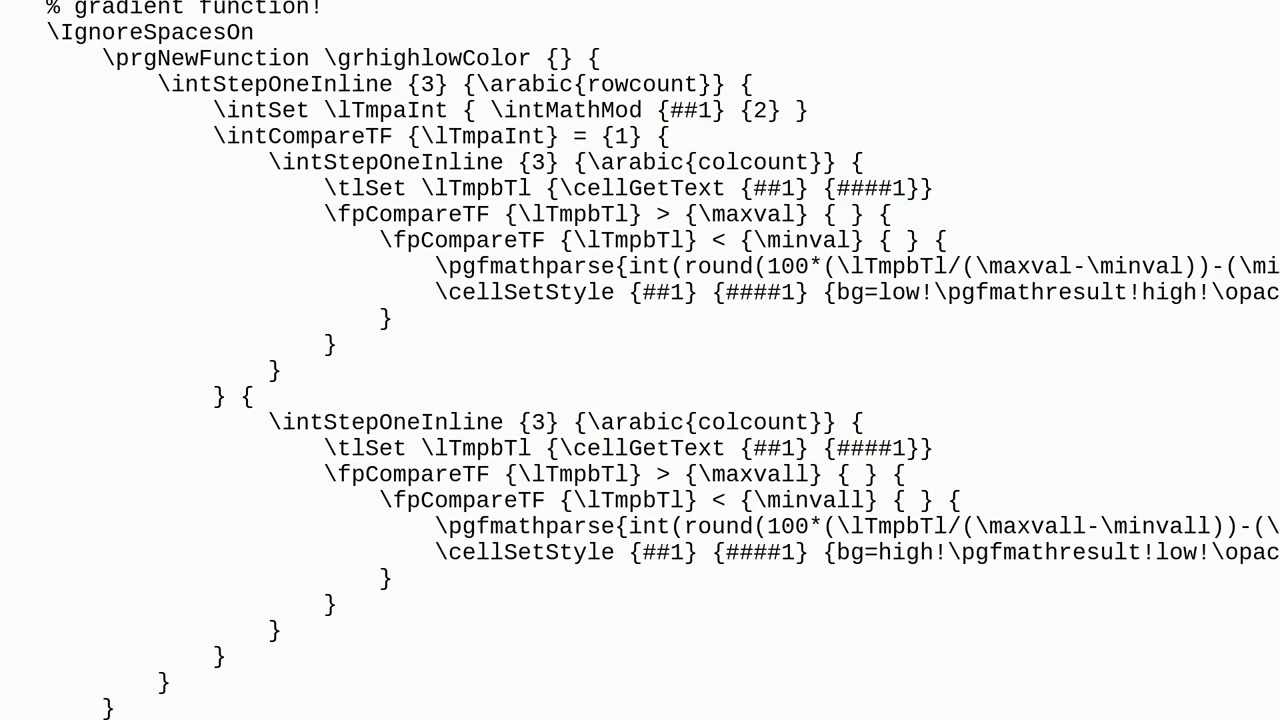 % gradient function!
\IgnoreSpacesOn
    \prgNewFunction \grhighlowColor {} {
        \intStepOneInline {3} {\arabic{rowcount}} {
            \intSet \lTmpaInt { \intMathMod {##1} {2} }
            \intCompareTF {\lTmpaInt} = {1} {
                \intStepOneInline {3} {\arabic{colcount}} {
                    \tlSet \lTmpbTl {\cellGetText {##1} {####1}}
                    \fpCompareTF {\lTmpbTl} > {\maxval} { } {
                        \fpCompareTF {\lTmpbTl} < {\minval} { } {
                            \pgfmathparse{int(round(100*(\lTmpbTl/(\maxval-\minval))-(\mi
                            \cellSetStyle {##1} {####1} {bg=low!\pgfmathresult!high!\opac
                        }
                    }
                }
            } {
                \intStepOneInline {3} {\arabic{colcount}} {
                    \tlSet \lTmpbTl {\cellGetText {##1} {####1}}
                    \fpCompareTF {\lTmpbTl} > {\maxvall} { } {
                        \fpCompareTF {\lTmpbTl} < {\minvall} { } {
                            \pgfmathparse{int(round(100*(\lTmpbTl/(\maxvall-\minvall))-(\
                            \cellSetStyle {##1} {####1} {bg=high!\pgfmathresult!low!\opac
                        }
                    }
                }
            }
        }
    }